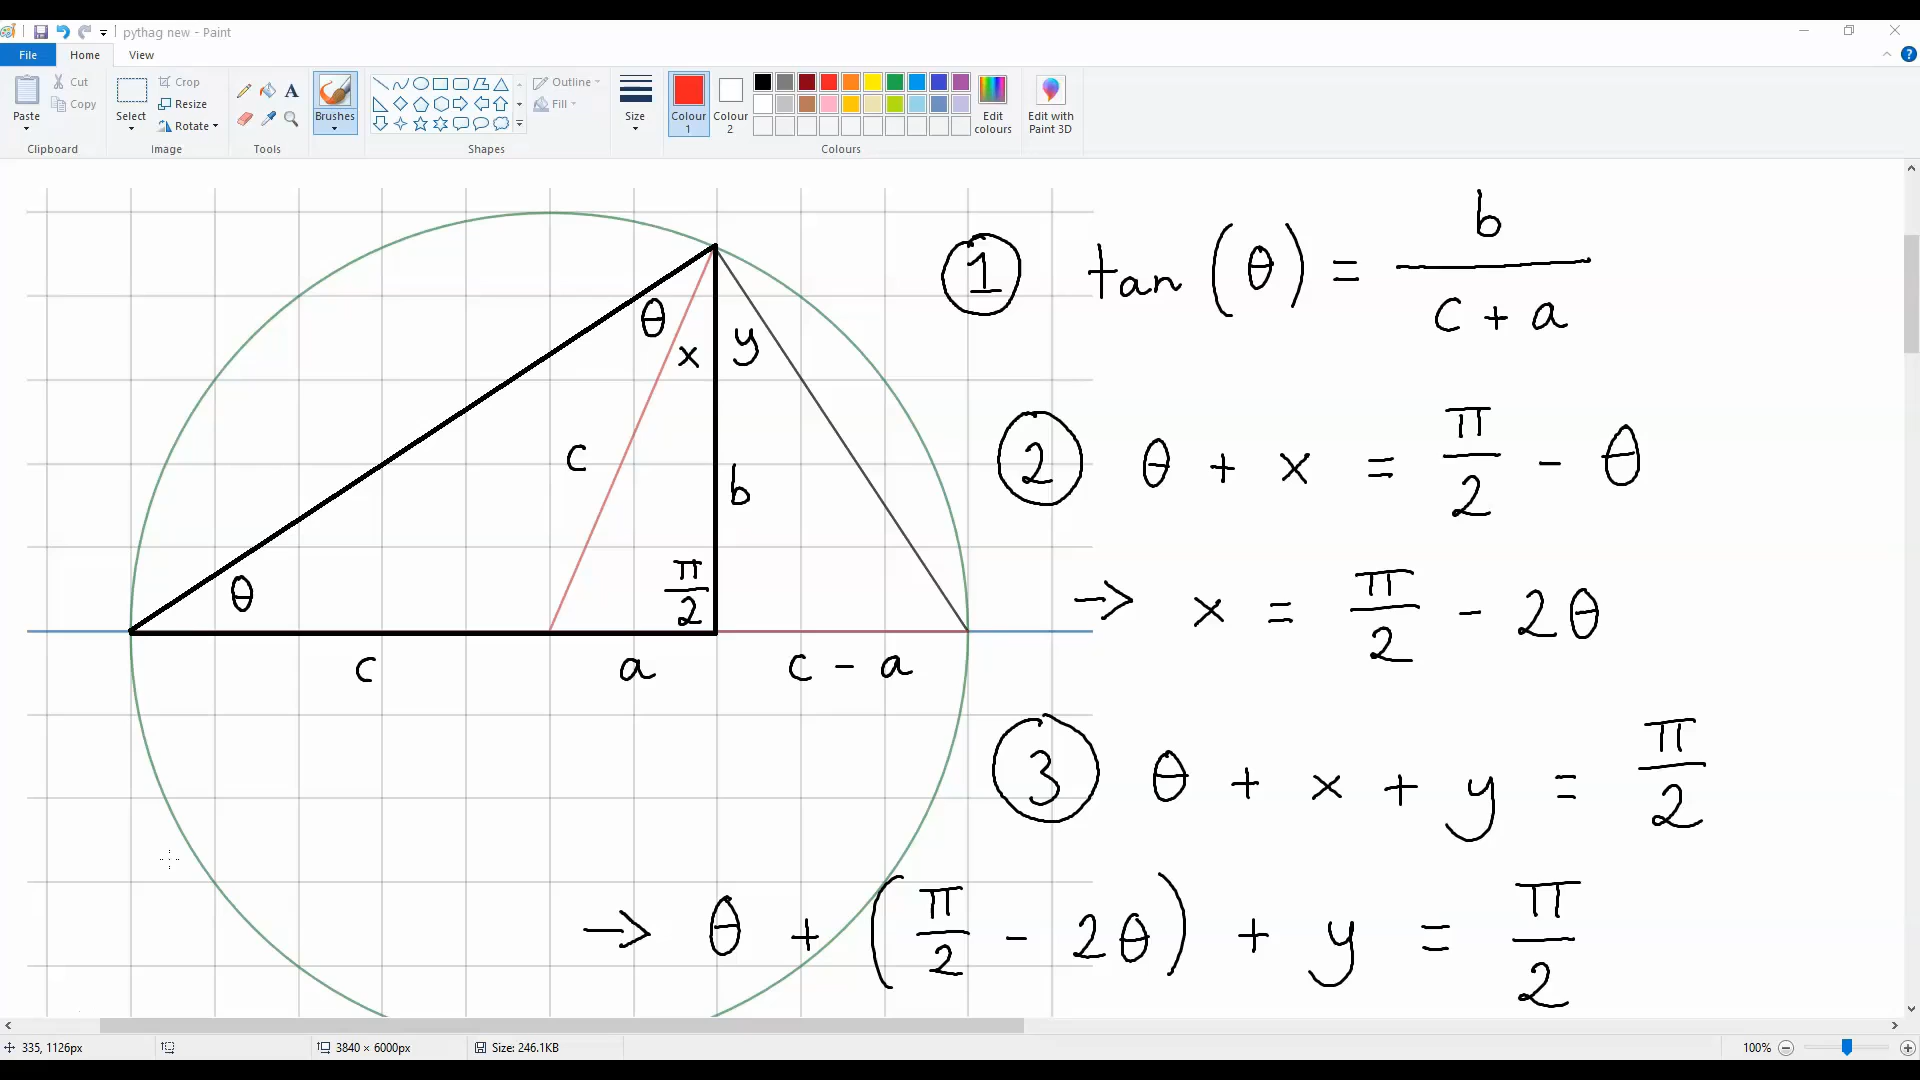 pythag new - Paint
File Home View
Paste
Cut
Copy
Clipboard
Select
Crop
Resize
Rotate
Image
A
Tools
Brushes
Outline
Fill
Shapes
Size
Colour 1
Colour 2
Edit colours
Colours
Edit with Paint 3D
?
θ
x
y
c
b
θ
π/2
c
a
c - a
① tan (θ) = b/(c + a)
② θ + x = π/2 - θ
→ x = π/2 - 2θ
③ θ + x + y = π/2
→ θ + (π/2 - 2θ) + y = π/2
335, 1126px
3840 × 6000px
Size: 246.1KB
100%